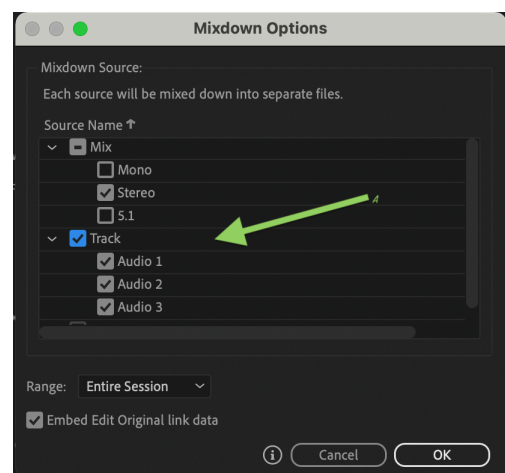 Mixdown Options
Mixdown Source:
Each source will be mixed down into separate files.
Source Name ↑
Mix
Mono
Stereo
A
5.1
Track
Audio 1
Audio 2
Audio 3
Range: Entire Session
Embed Edit Original link data
i Cancel OK